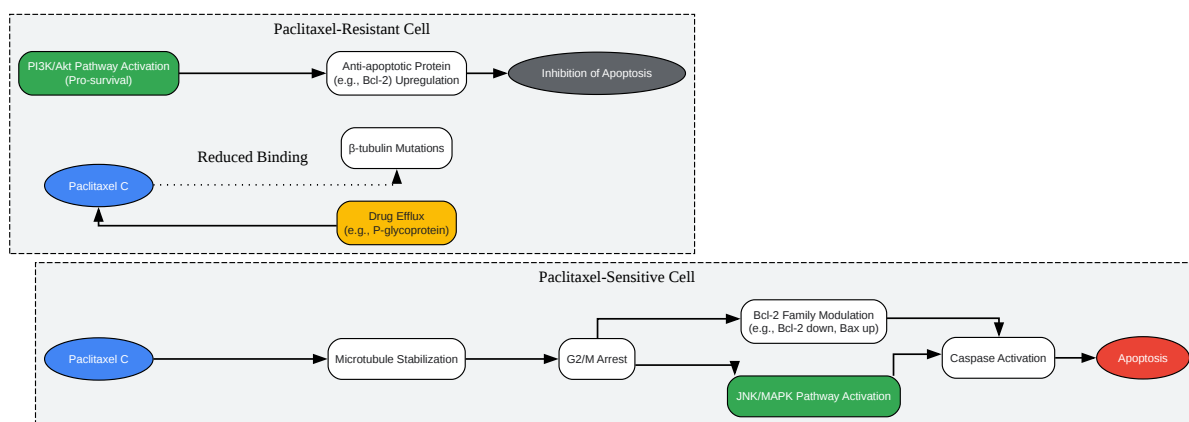 Paclitaxel-Resistant Cell
PI3K/Akt Pathway Activation
(Pro-survival)
Anti-apoptotic Protein
(e.g., Bcl-2) Upregulation
Inhibition of Apoptosis
β-tubulin Mutations
Reduced Binding
Paclitaxel C
Drug Efflux
(e.g., P-glycoprotein)
Paclitaxel-Sensitive Cell
Bcl-2 Family Modulation
(e.g., Bcl-2 down, Bax up)
Paclitaxel C
Microtubule Stabilization
G2/M Arrest
Caspase Activation
Apoptosis
JNK/MAPK Pathway Activation